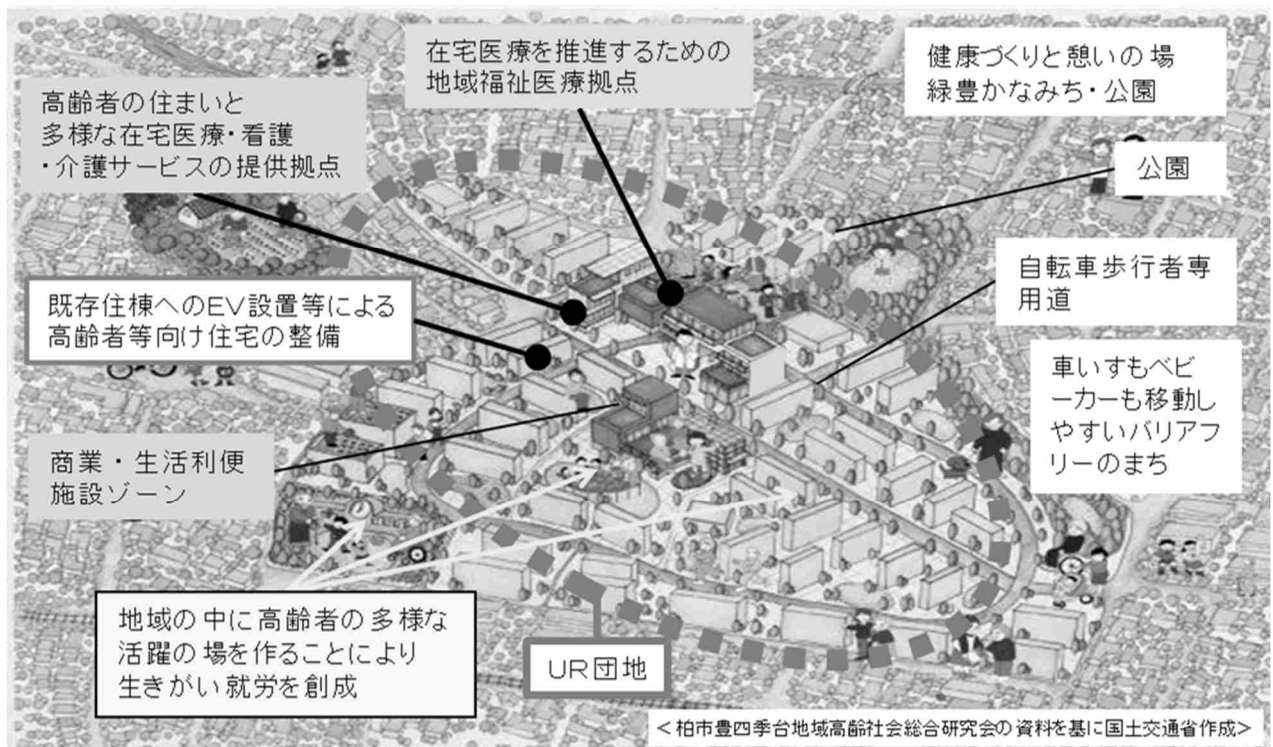 在宅医療を推進するための
地域福祉医療拠点
健康づくりと憩いの場
緑豊かなみち・公園
高齢者の住まいと
多様な在宅医療・看護
・介護サービスの提供拠点
公園
自転車歩行者専
用道
既存住棟へのEV設置等による
高齢者等向け住宅の整備
車いすもベビ
ーカーも移動し
やすいバリアフ
リーのまち
商業・生活利便
施設ゾーン
地域の中に高齢者の多様な
活躍の場を作ることにより
生きがい就労を創成
UR団地
<柏市豊四季台地域高齢社会総合研究会の資料を基に国土交通省作成>